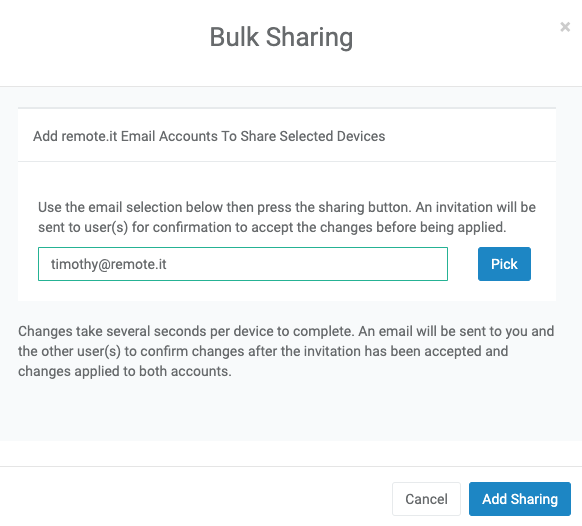 Bulk Sharing
×
Add remote.it Email Accounts To Share Selected Devices
Use the email selection below then press the sharing button. An invitation will be
sent to user(s) for confirmation to accept the changes before being applied.
timothy@remote.it
Pick
Changes take several seconds per device to complete. An email will be sent to you and
the other user(s) to confirm changes after the invitation has been accepted and
changes applied to both accounts.
Cancel
Add Sharing